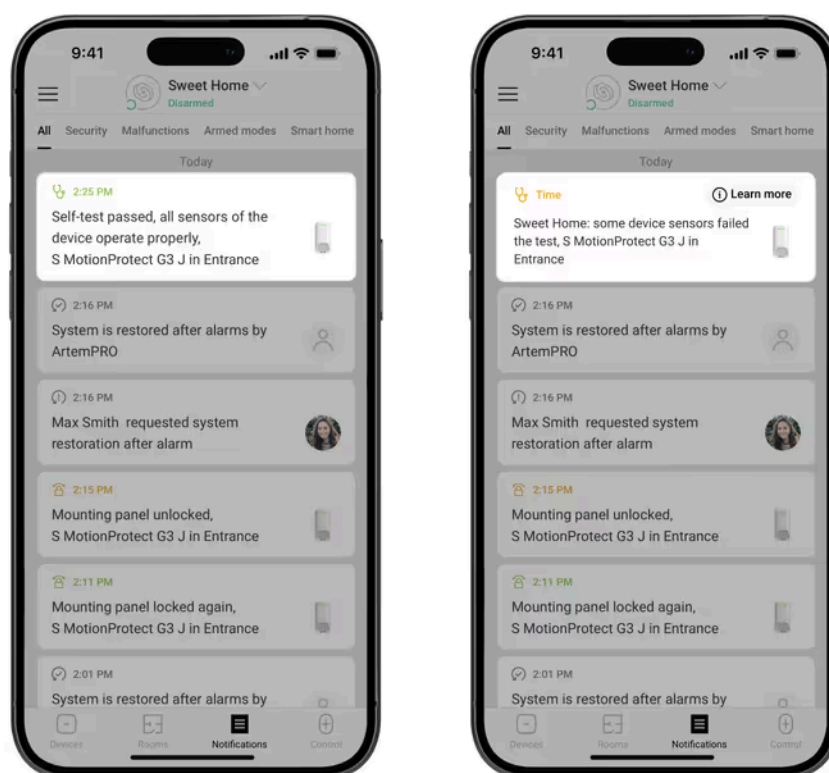 9:41
Sweet Home
Disarmed
All Security Malfunctions Armed modes Smart home
Today
2:25 PM
Self-test passed, all sensors of the
device operate properly,
S MotionProtect G3 J in Entrance
2:16 PM
System is restored after alarms by
ArtemPRO
2:16 PM
Max Smith requested system
restoration after alarm
2:15 PM
Mounting panel unlocked,
S MotionProtect G3 J in Entrance
2:11 PM
Mounting panel locked again,
S MotionProtect G3 J in Entrance
2:01 PM
System is restored after alarms by
Devices Rooms Notifications Control
9:41
Sweet Home
Disarmed
All Security Malfunctions Armed modes Smart home
Today
Time Learn more
Sweet Home: some device sensors failed
the test, S MotionProtect G3 J in
Entrance
2:16 PM
System is restored after alarms by
ArtemPRO
2:16 PM
Max Smith requested system
restoration after alarm
2:15 PM
Mounting panel unlocked,
S MotionProtect G3 J in Entrance
2:11 PM
Mounting panel locked again,
S MotionProtect G3 J in Entrance
2:01 PM
System is restored after alarms by
Devices Rooms Notifications Control